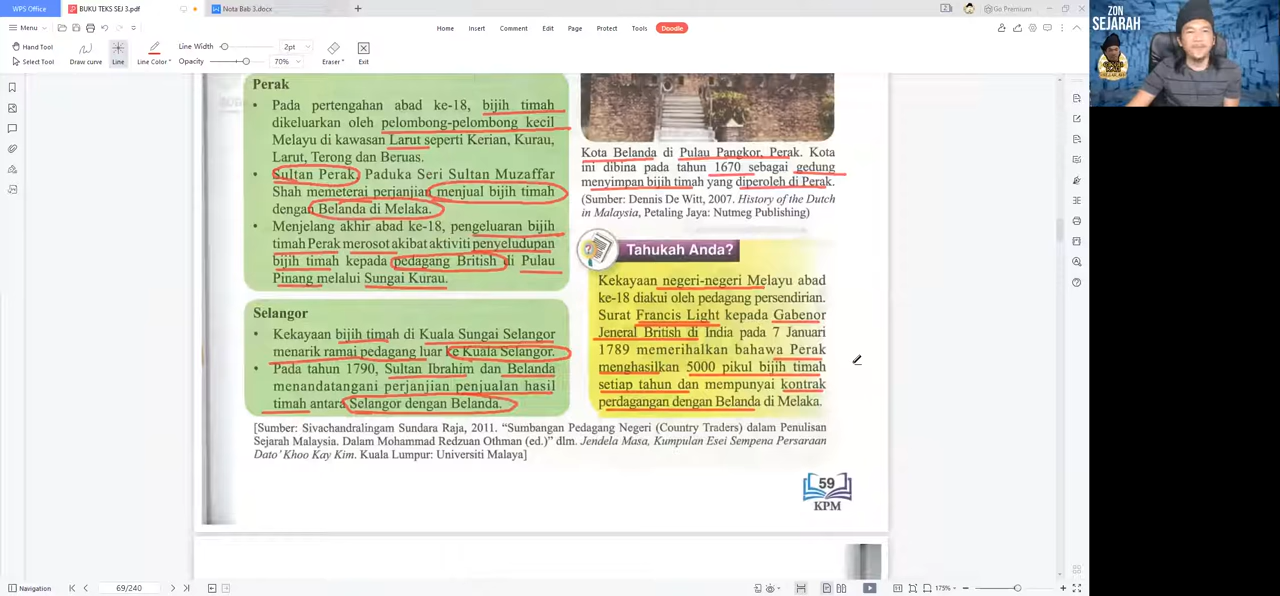 WPS Office
BUKU TEKS SEJ 3.pdf
Nota Bab 3.docx
+
Go Premium
Menu
Home
Insert
Comment
Edit
Page
Protect
Tools
Doodle
Hand Tool
Select Tool
Draw curve
Line
Line Color
Line Width
2pt
Opacity
70%
Eraser
Exit
ZON
SEJARAH
Perak
• Pada pertengahan abad ke-18, bijih timah
dikeluarkan oleh pelombong-pelombong kecil
Melayu di kawasan Larut seperti Kerian, Kurau,
Larut, Terong dan Beruas.
• Sultan Perak, Paduka Seri Sultan Muzaffar
Shah memeterai perjanjian menjual bijih timah
dengan Belanda di Melaka.
• Menjelang akhir abad ke-18, pengeluaran bijih
timah Perak merosot akibat aktiviti penyeludupan
bijih timah kepada pedagang British di Pulau
Pinang melalui Sungai Kurau.
Selangor
• Kekayaan bijih timah di Kuala Sungai Selangor
menarik ramai pedagang luar ke Kuala Selangor.
• Pada tahun 1790, Sultan Ibrahim dan Belanda
menandatangani perjanjian penjualan hasil
timah antara Selangor dengan Belanda.
Kota Belanda di Pulau Pangkor, Perak. Kota
ini dibina pada tahun 1670 sebagai gedung
menyimpan bijih timah yang diperoleh di Perak.
(Sumber: Dennis De Witt, 2007. History of the Dutch
in Malaysia, Petaling Jaya: Nutmeg Publishing)
Tahukah Anda?
Kekayaan negeri-negeri Melayu abad
ke-18 diakui oleh pedagang persendirian.
Surat Francis Light kepada Gabenor
Jeneral British di India pada 7 Januari
1789 memerihalkan bahawa Perak
menghasilkan 5000 pikul bijih timah
setiap tahun dan mempunyai kontrak
perdagangan dengan Belanda di Melaka.
[Sumber: Sivachandralingam Sundara Raja, 2011. “Sumbangan Pedagang Negeri (Country Traders) dalam Penulisan
Sejarah Malaysia. Dalam Mohammad Redzuan Othman (ed.)” dlm. Jendela Masa, Kumpulan Esei Sempena Persaraan
Dato’ Khoo Kay Kim. Kuala Lumpur: Universiti Malaya]
59
KPM
Navigation
69/240
175%